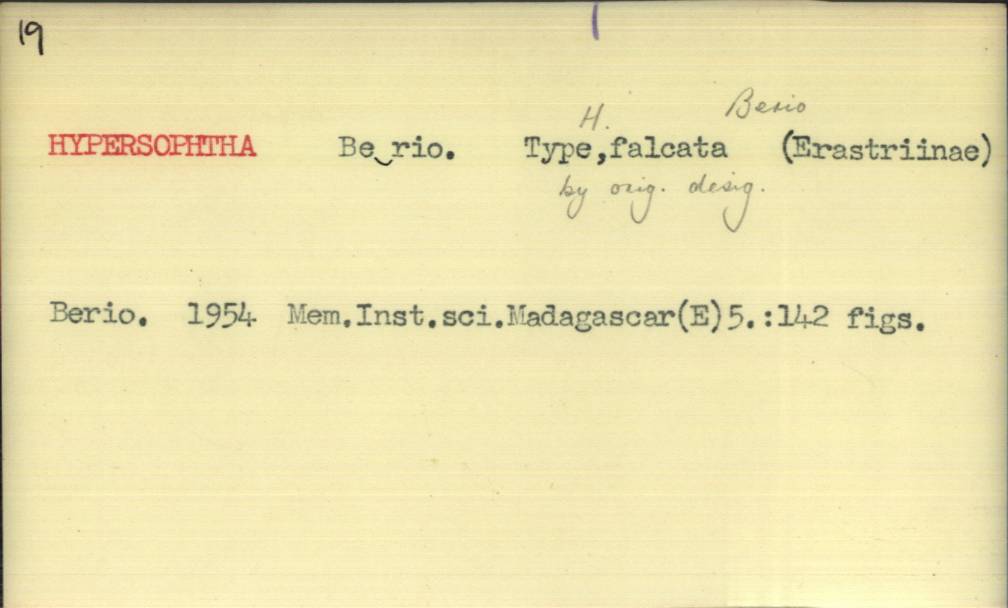 19
H. Berio
HYPERSOPHTHA Be rio. Type,falcata (Erastriinae)
by orig. desig.
Berio. 1954 Mem.Inst.sci.Madagascar(E)5.:142 figs.